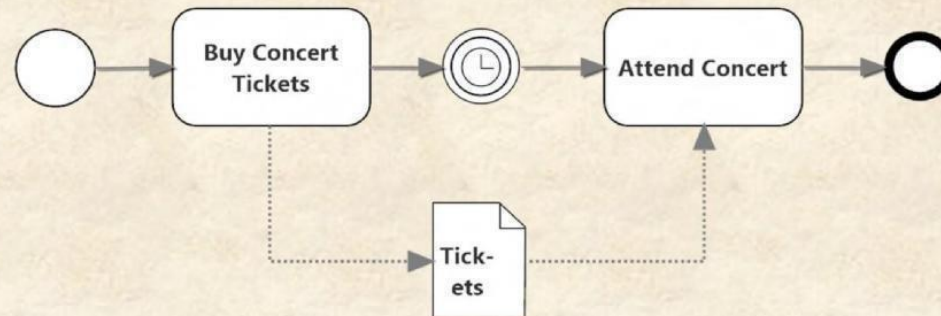 Buy Concert
Tickets
Attend Concert
Tick-
ets